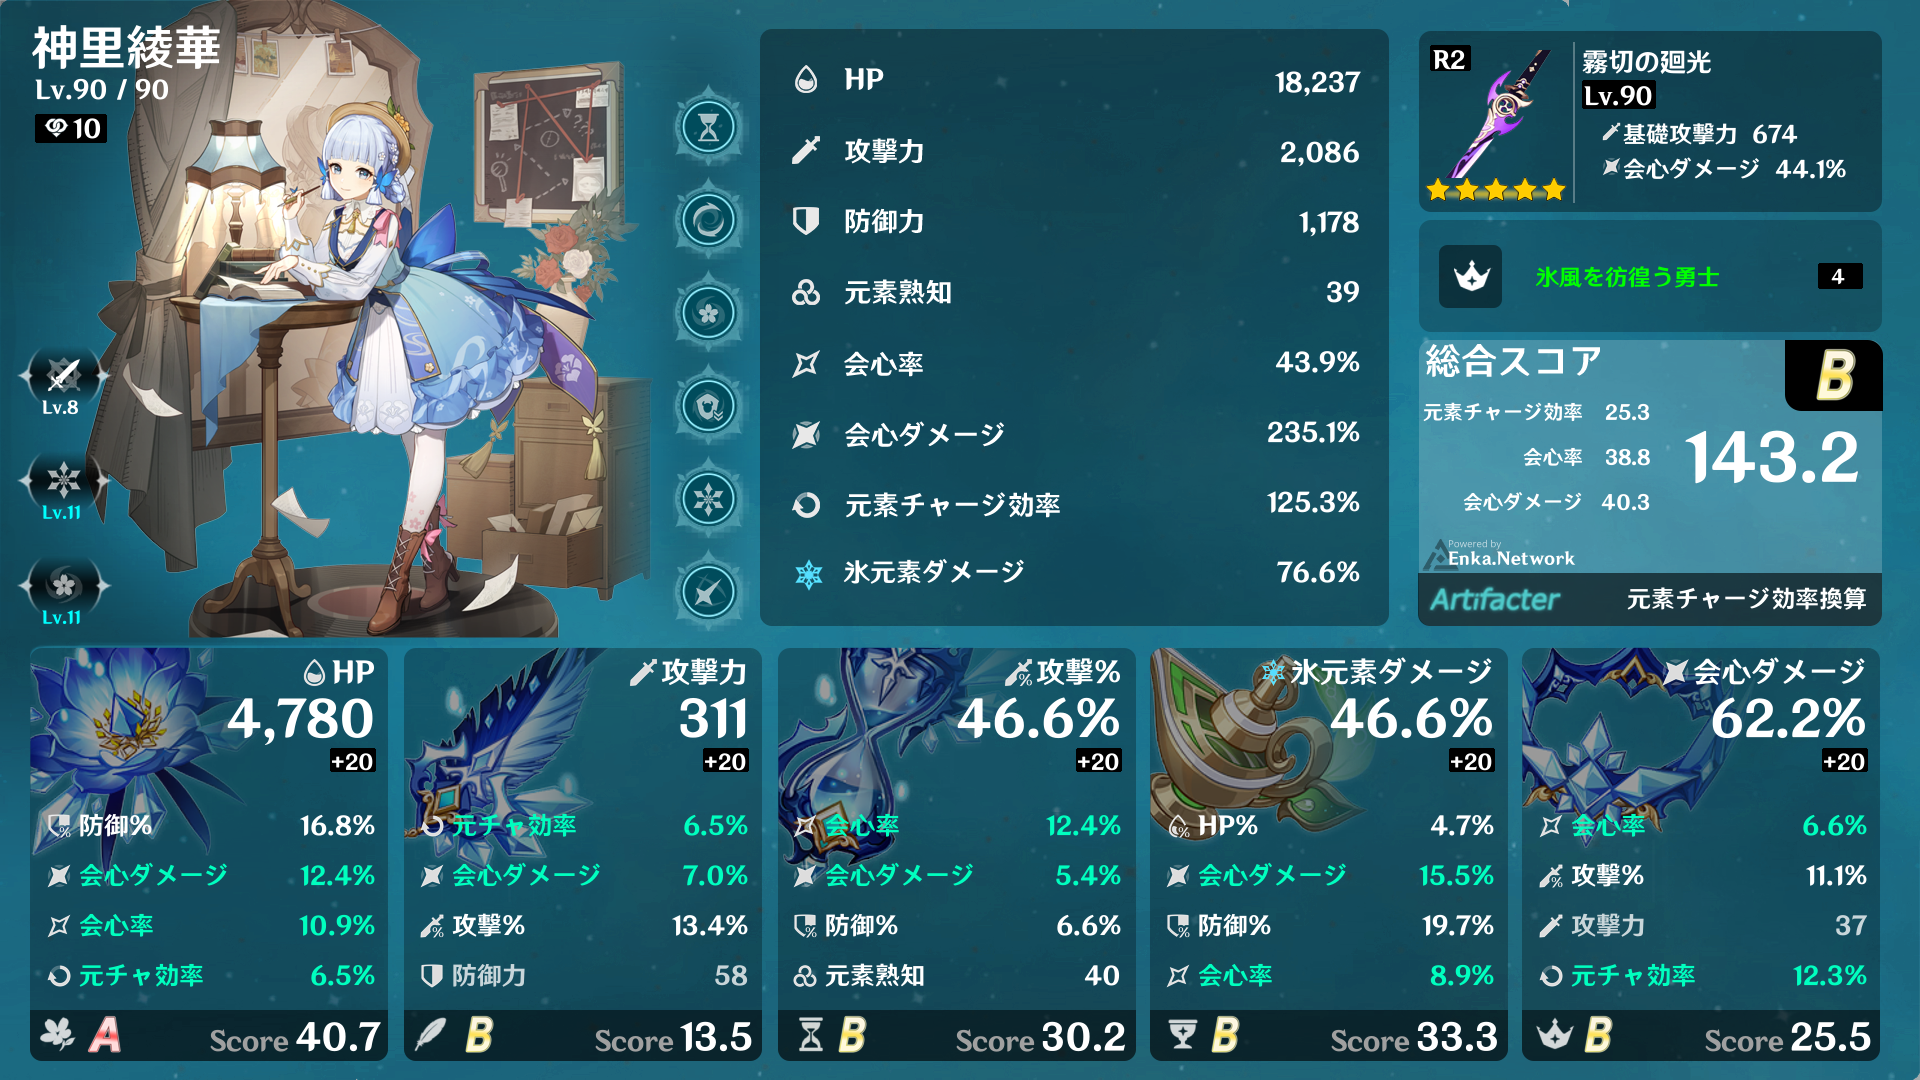 神里綾華
Lv.90 / 90
10
Lv.8
Lv.11
Lv.11
HP 18,237
攻撃力 2,086
防御力 1,178
元素熟知 39
会心率 43.9%
会心ダメージ 235.1%
元素チャージ効率 125.3%
氷元素ダメージ 76.6%
R2
霧切の廻光
Lv.90
基礎攻撃力 674
会心ダメージ 44.1%
氷風を彷徨う勇士 4
総合スコア B
元素チャージ効率 25.3
会心率 38.8
会心ダメージ 40.3
143.2
Powered by
Enka.Network
Artifacter 元素チャージ効率換算
HP
4,780
+20
防御% 16.8%
会心ダメージ 12.4%
会心率 10.9%
元チャ効率 6.5%
A Score 40.7
攻撃力
311
+20
元チャ効率 6.5%
会心ダメージ 7.0%
攻撃% 13.4%
防御力 58
B Score 13.5
攻撃%
46.6%
+20
会心率 12.4%
会心ダメージ 5.4%
防御% 6.6%
元素熟知 40
B Score 30.2
氷元素ダメージ
46.6%
+20
HP% 4.7%
会心ダメージ 15.5%
防御% 19.7%
会心率 8.9%
B Score 33.3
会心ダメージ
62.2%
+20
会心率 6.6%
攻撃% 11.1%
攻撃力 37
元チャ効率 12.3%
B Score 25.5